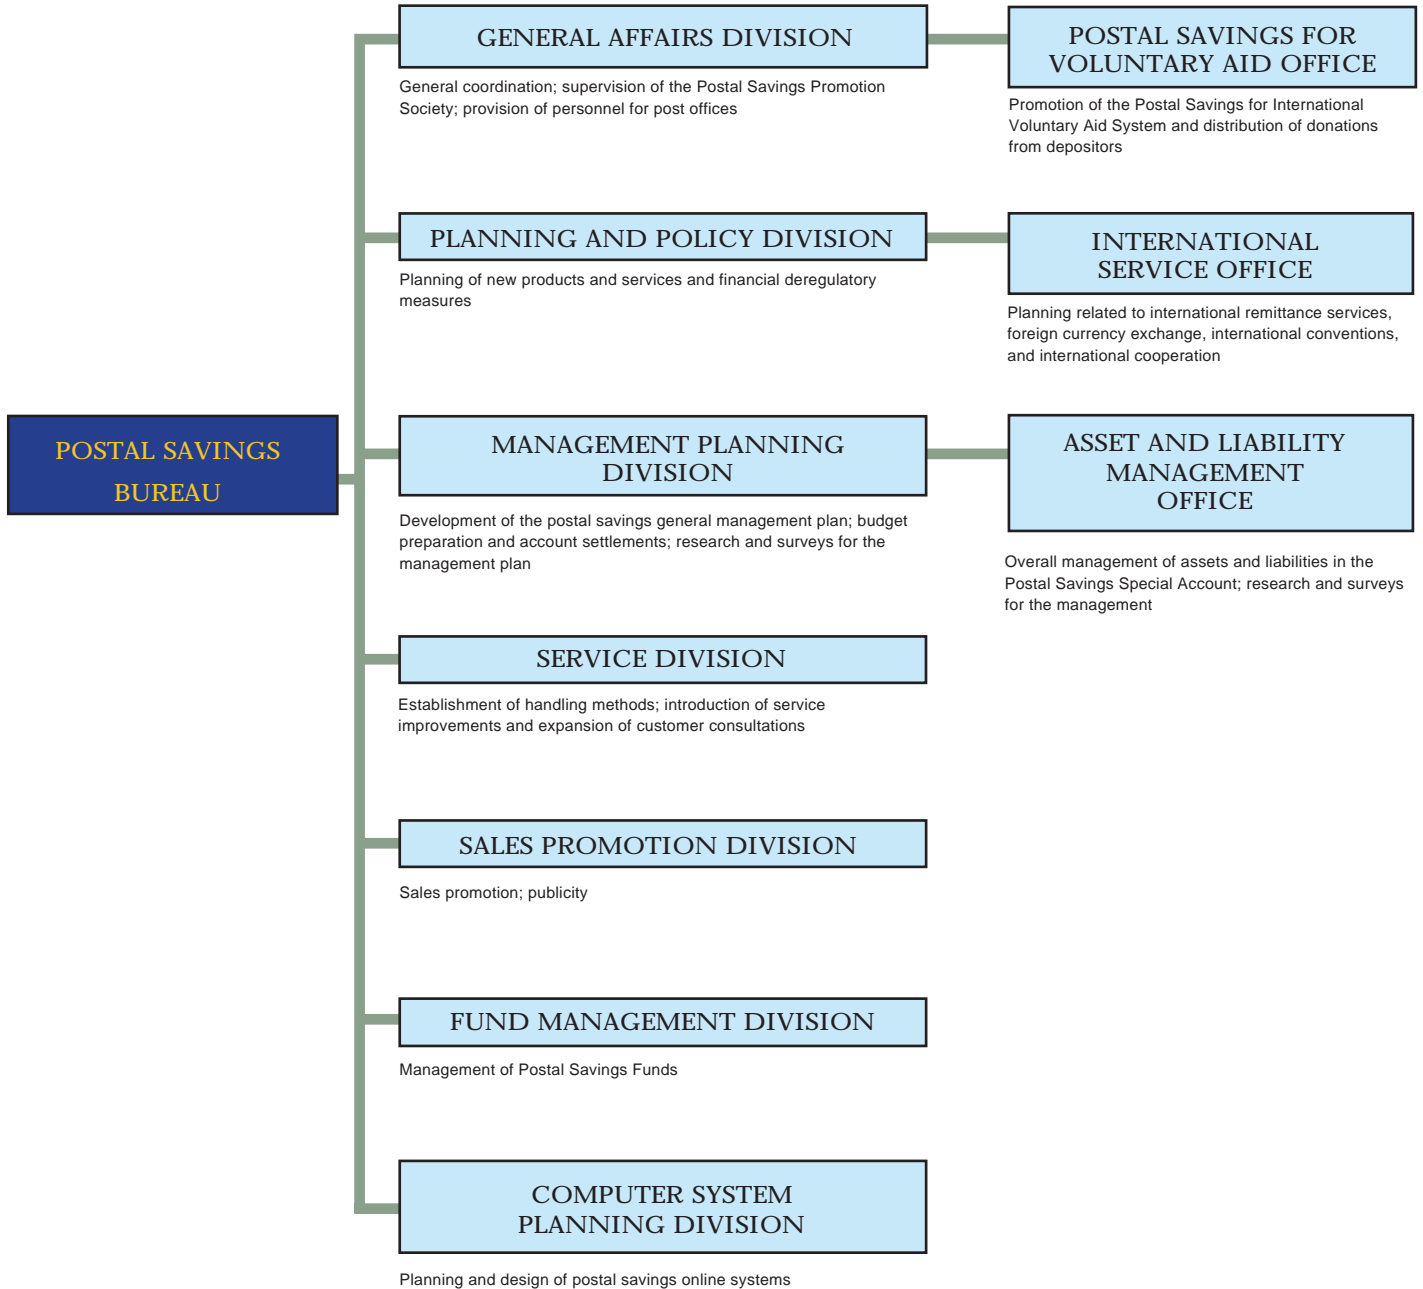 GENERAL AFFAIRS DIVISION
General coordination; supervision of the Postal Savings Promotion
Society; provision of personnel for post offices
POSTAL SAVINGS FOR
VOLUNTARY AID OFFICE
Promotion of the Postal Savings for International
Voluntary Aid System and distribution of donations
from depositors
PLANNING AND POLICY DIVISION
Planning of new products and services and financial deregulatory
measures
INTERNATIONAL
SERVICE OFFICE
Planning related to international remittance services,
foreign currency exchange, international conventions,
and international cooperation
POSTAL SAVINGS
BUREAU
MANAGEMENT PLANNING
DIVISION
Development of the postal savings general management plan; budget
preparation and account settlements; research and surveys for the
management plan
ASSET AND LIABILITY
MANAGEMENT
OFFICE
Overall management of assets and liabilities in the
Postal Savings Special Account; research and surveys
for the management
SERVICE DIVISION
Establishment of handling methods; introduction of service
improvements and expansion of customer consultations
SALES PROMOTION DIVISION
Sales promotion; publicity
FUND MANAGEMENT DIVISION
Management of Postal Savings Funds
COMPUTER SYSTEM
PLANNING DIVISION
Planning and design of postal savings online systems